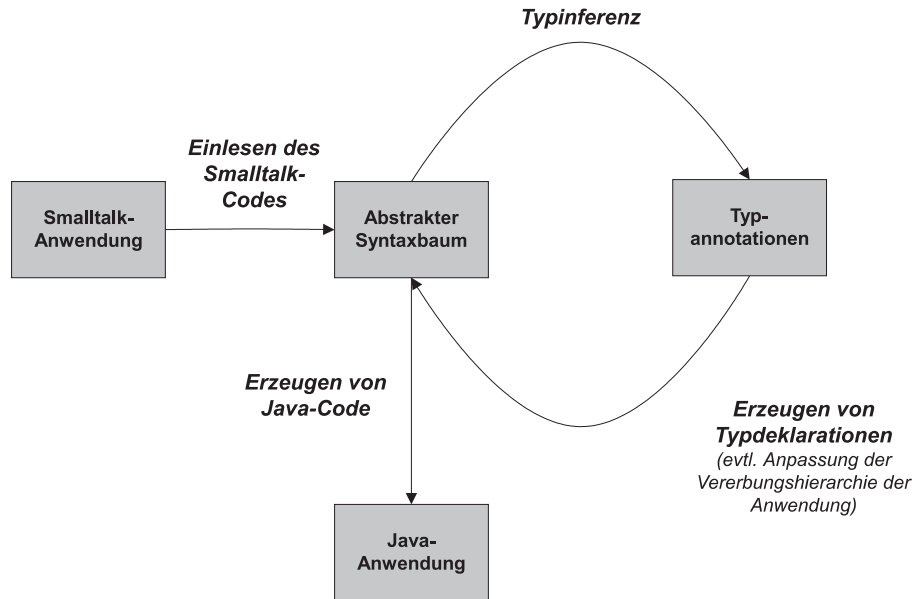 Typinferenz
Einlesen des
Smalltalk-
Codes
Smalltalk-
Anwendung
Abstrakter
Syntaxbaum
Typ-
annotationen
Erzeugen von
Java-Code
Erzeugen von
Typdeklarationen
(evtl. Anpassung der
Vererbungshierarchie der
Anwendung)
Java-
Anwendung